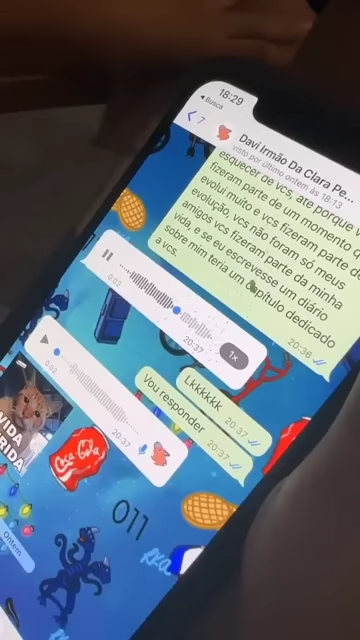 18:29
Busca
7
Davi Irmão Da Clara Pe...
visto por último ontem às 18:13
esquecer de vcs, ate porque v
fizeram parte de um momento q
evolui muito e vcs fizeram parte d
evolução, vcs não foram só meus
amigos vcs fizeram parte da minha
vida, e se eu escrevesse um diário
sobre mim teria um capítulo dedicado
a vcs.
20:36
0:22
20:37
1x
0:02
20:37
Lkkkkkk
20:37
Vou responder
20:37
VIDA
Coca-Cola
011
Ontem